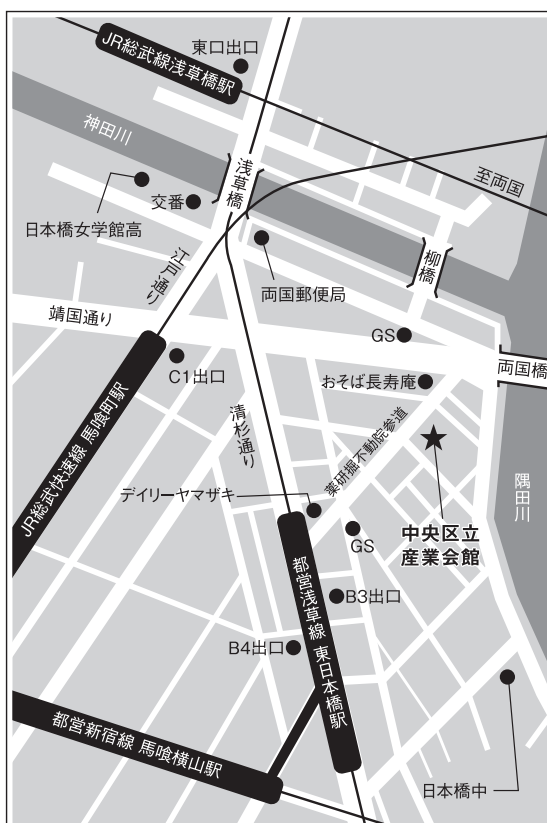 東口出口
JR総武線浅草橋駅
神田川
浅草橋
至両国
交番
日本橋女学館高
江戸通り
両国郵便局
柳橋
靖国通り
GS
両国橋
C1出口
おそば長寿庵
清杉通り
薬研掘不動院参道
JR総武快速線 馬喰町駅
デイリーヤマザキ
隅田川
GS
中央区立
産業会館
都営浅草線 東日本橋駅
B3出口
B4出口
都営新宿線 馬喰横山駅
日本橋中